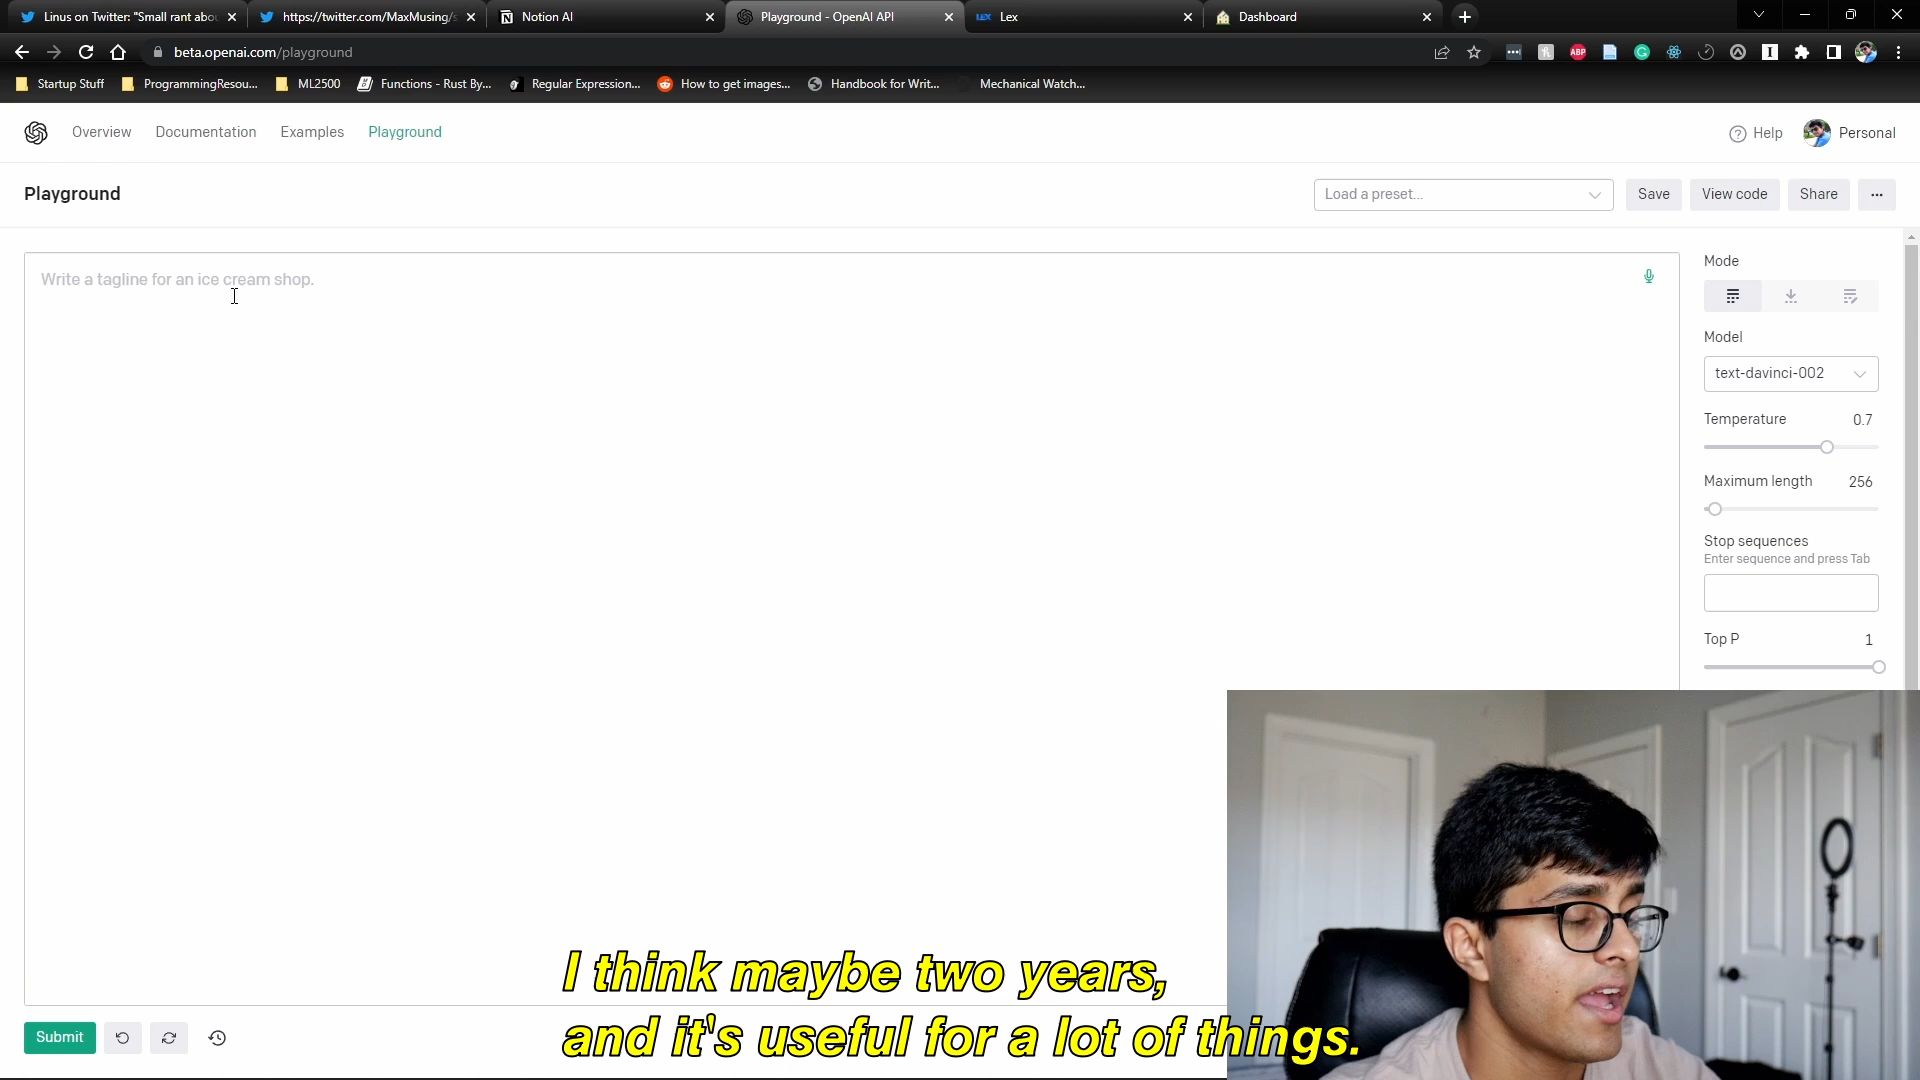 Linus on Twitter: "Small rant abou
https://twitter.com/MaxMusing/s
Notion AI
Playground - OpenAI API
LEX
Lex
Dashboard
beta.openai.com/playground
ABP
Startup Stuff
ProgrammingResou...
ML2500
Functions - Rust By...
Regular Expression...
How to get images...
Handbook for Writ...
Mechanical Watch...
Overview
Documentation
Examples
Playground
Help
Personal
Playground
Load a preset...
Save
View code
Share
Write a tagline for an ice cream shop.
Mode
Model
text-davinci-002
Temperature 0.7
Maximum length 256
Stop sequences
Enter sequence and press Tab
Top P 1
I think maybe two years,
and it's useful for a lot of things.
Submit